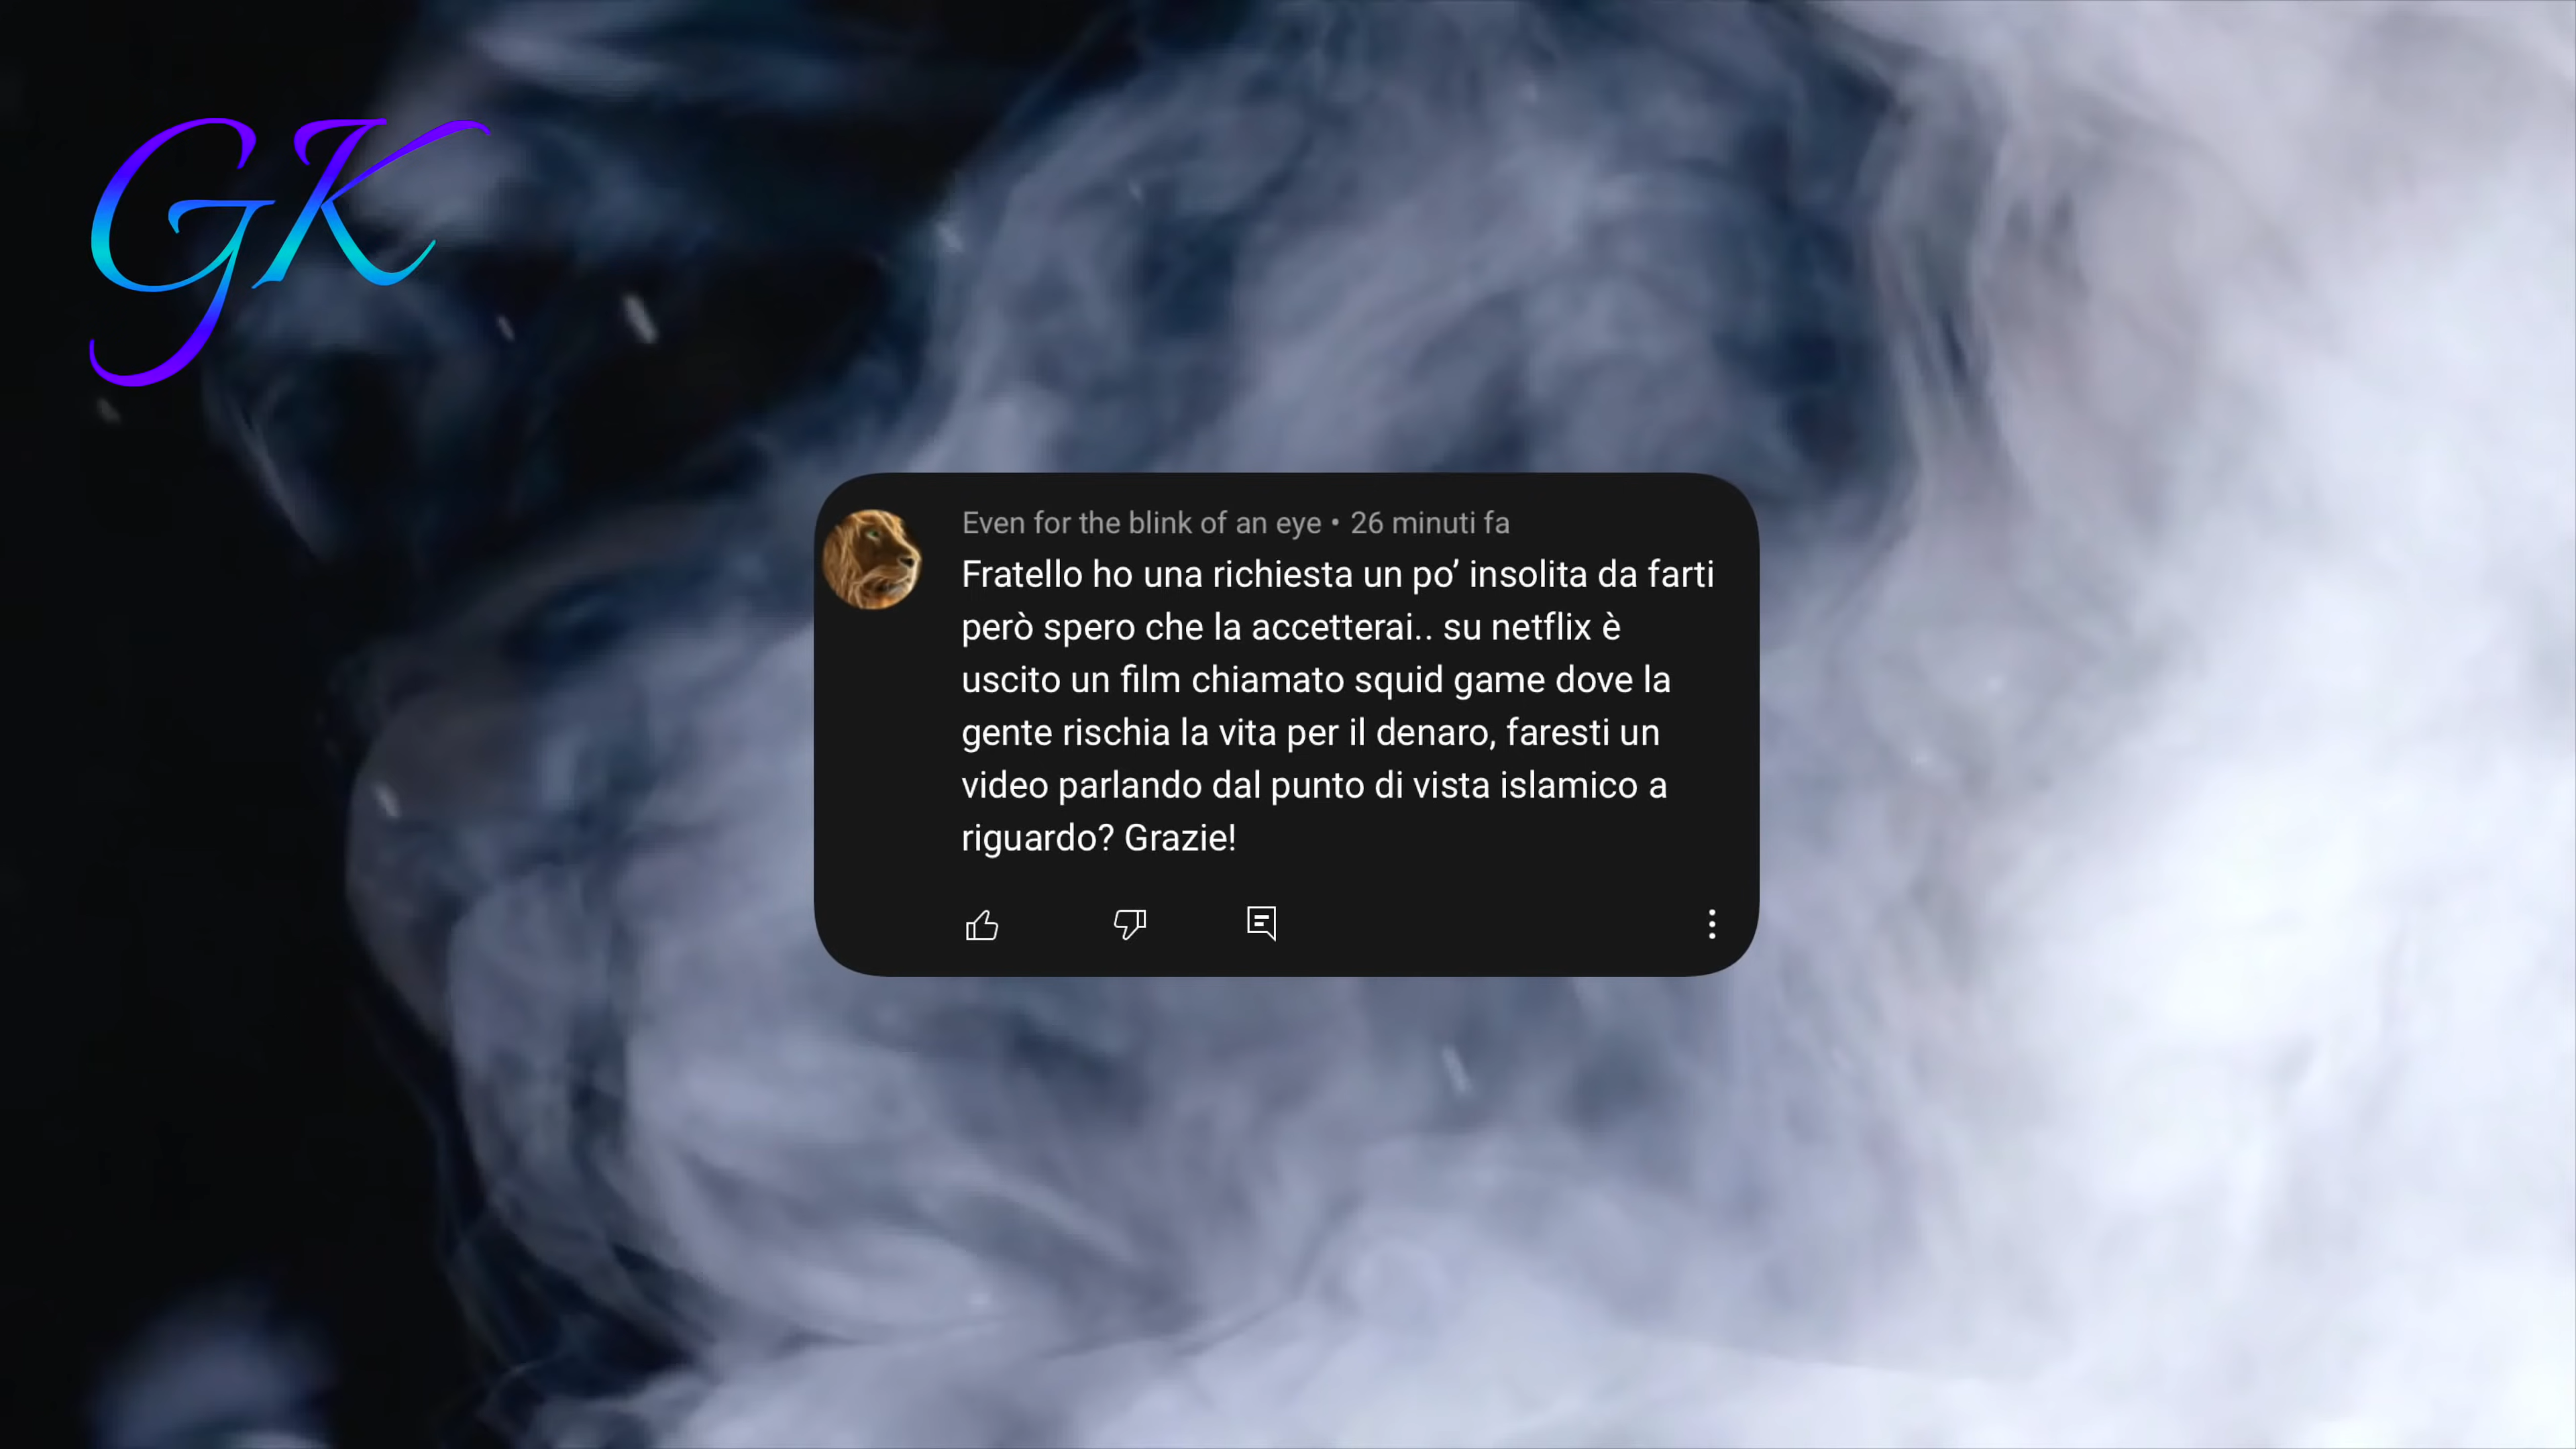 GK
Even for the blink of an eye • 26 minuti fa
Fratello ho una richiesta un po’ insolita da farti
però spero che la accetterai.. su netflix è
uscito un film chiamato squid game dove la
gente rischia la vita per il denaro, faresti un
video parlando dal punto di vista islamico a
riguardo? Grazie!